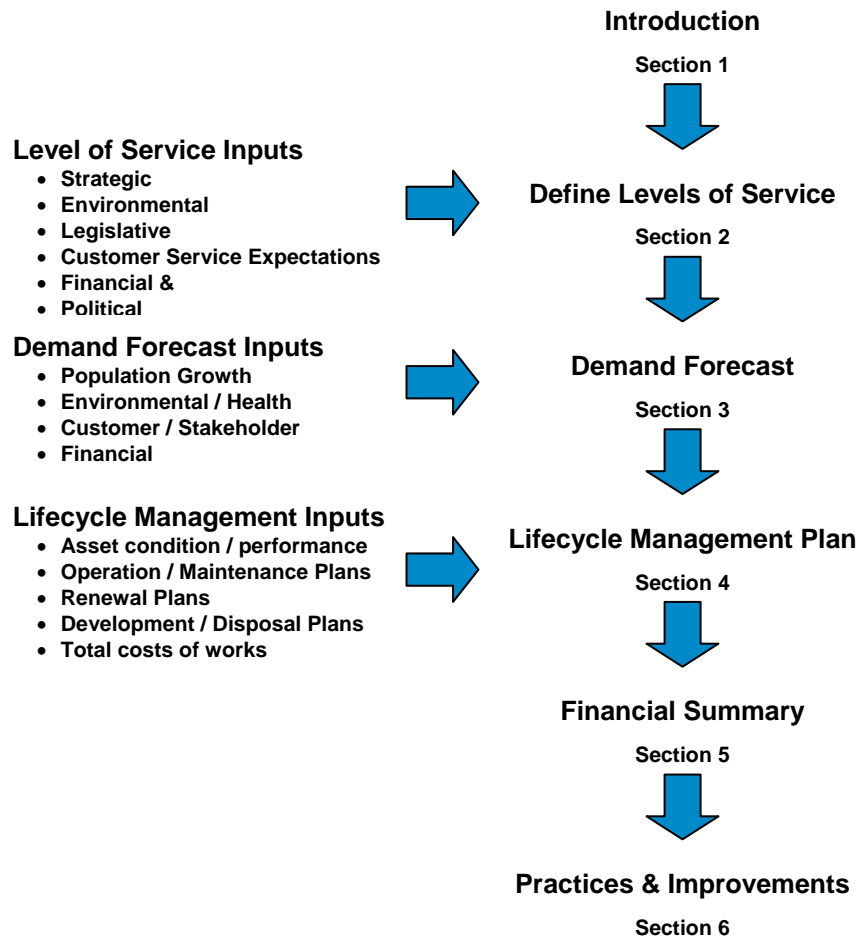 Introduction
Section 1
Level of Service Inputs
• Strategic
• Environmental
• Legislative
• Customer Service Expectations
• Financial &
• Political
Define Levels of Service
Section 2
Demand Forecast Inputs
• Population Growth
• Environmental / Health
• Customer / Stakeholder
• Financial
Demand Forecast
Section 3
Lifecycle Management Inputs
• Asset condition / performance
• Operation / Maintenance Plans
• Renewal Plans
• Development / Disposal Plans
• Total costs of works
Lifecycle Management Plan
Section 4
Financial Summary
Section 5
Practices & Improvements
Section 6